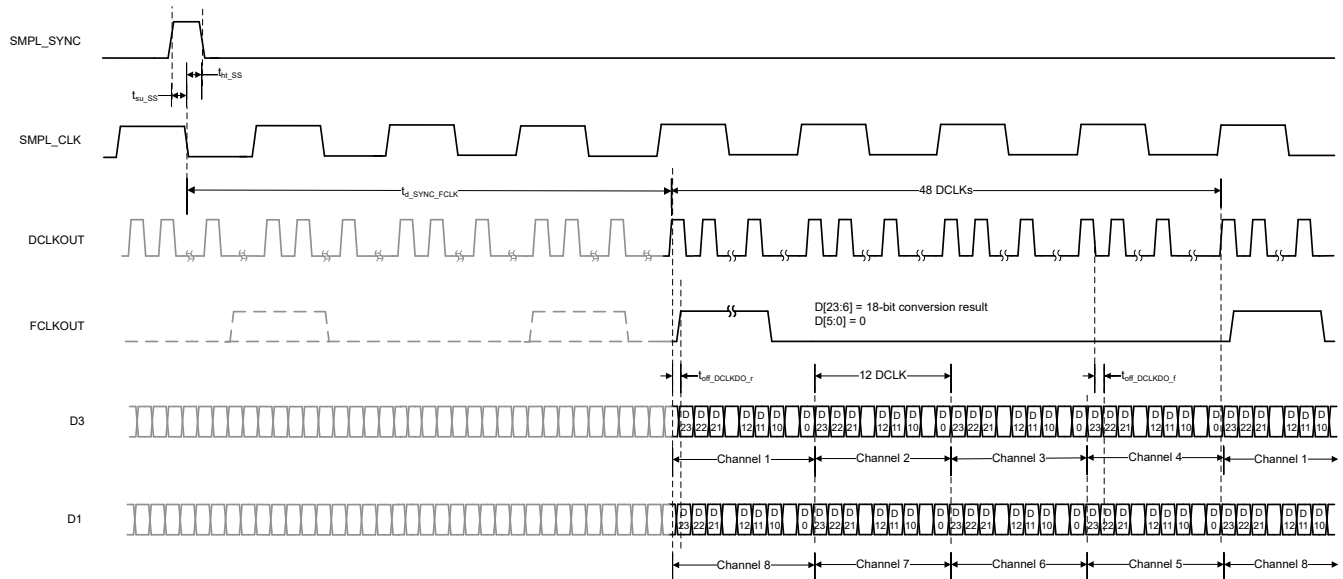 SMPL_SYNC
tht_SS
tsu_SS
SMPL_CLK
td_SYNC_FCLK
48 DCLKs
DCLKOUT
D[23:6] = 18-bit conversion result
D[5:0] = 0
FCLKOUT
toff_DCLKDO_r
12 DCLK
toff_DCLKDO_f
D3
D D D D D D D D D D D D D D D D D D D D D D D D D D D D D D D D D D
23 22 21 12 11 10 0 23 22 21 12 11 10 0 23 22 21 12 11 10 0 23 22 21 12 11 10 0 23 22 21 12 11 10
Channel 1 Channel 2 Channel 3 Channel 4 Channel 1
D1
D D D D D D D D D D D D D D D D D D D D D D D D D D D D D D D D D D
23 22 21 12 11 10 0 23 22 21 12 11 10 0 23 22 21 12 11 10 0 23 22 21 12 11 10 0 23 22 21 12 11 10
Channel 8 Channel 7 Channel 6 Channel 5 Channel 8